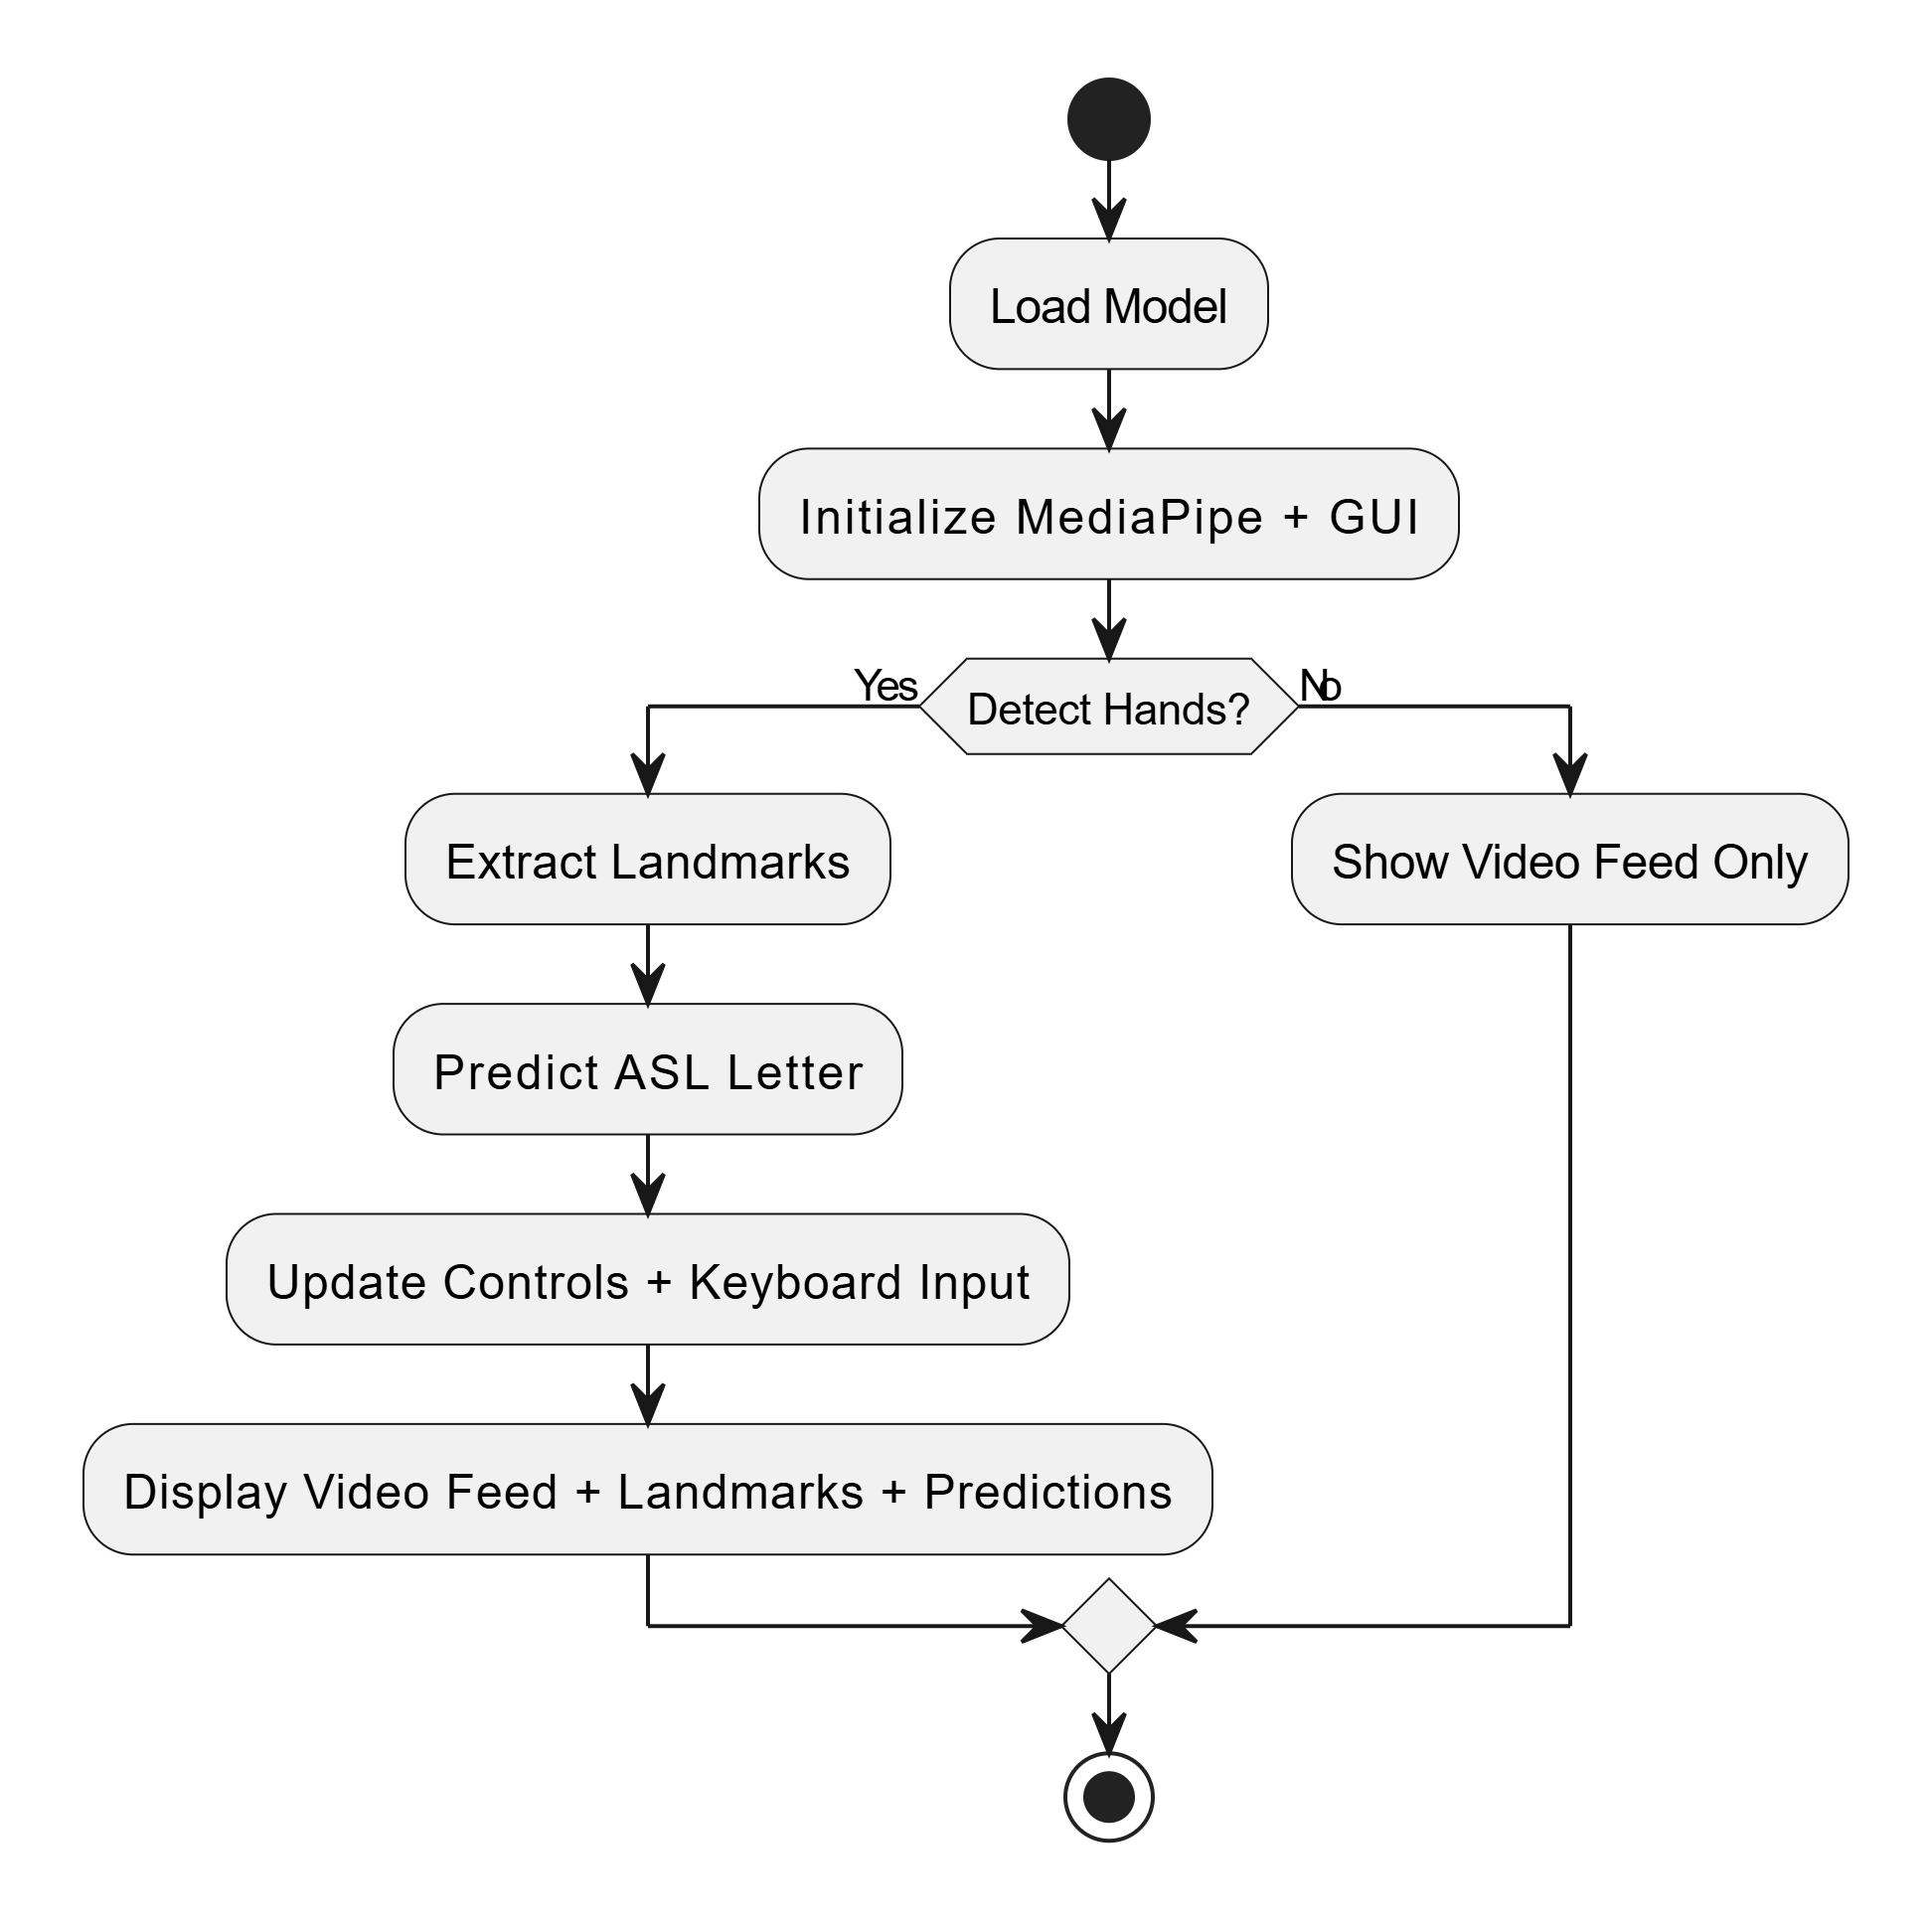 Load Model
Initialize MediaPipe + GUI
Yes
Detect Hands?
No
Extract Landmarks
Show Video Feed Only
Predict ASL Letter
Update Controls + Keyboard Input
Display Video Feed + Landmarks + Predictions